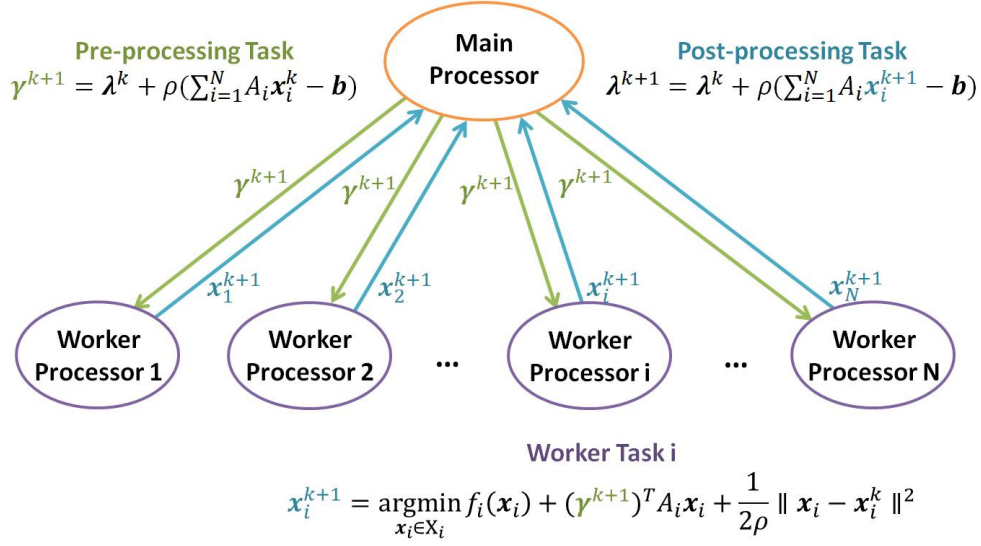 Pre-processing Task
γ^{k+1} = λ^k + ρ(∑_{i=1}^N A_i x_i^k − b)
Main
Processor
Post-processing Task
λ^{k+1} = λ^k + ρ(∑_{i=1}^N A_i x_i^{k+1} − b)
γ^{k+1} γ^{k+1} γ^{k+1} γ^{k+1}
x_1^{k+1} x_2^{k+1} x_i^{k+1} x_N^{k+1}
Worker
Processor 1
Worker
Processor 2
...
Worker
Processor i
...
Worker
Processor N
Worker Task i
x_i^{k+1} = argmin_{x_i∈X_i} f_i(x_i) + (γ^{k+1})^T A_i x_i + \frac{1}{2ρ} ∥ x_i − x_i^k ∥^2